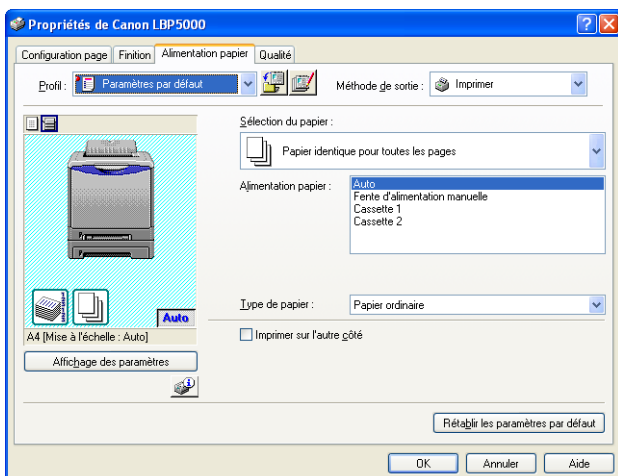 Propriétés de Canon LBP5000
Configuration page Finition Alimentation papier Qualité
Profil : Paramètres par défaut Méthode de sortie : Imprimer
Sélection du papier :
Papier identique pour toutes les pages
Alimentation papier : Auto
Fente d'alimentation manuelle
Cassette 1
Cassette 2
Auto
Type de papier : Papier ordinaire
A4 [Mise à l'échelle : Auto]
Imprimer sur l'autre côté
Affichage des paramètres
Rétablir les paramètres par défaut
OK Annuler Aide